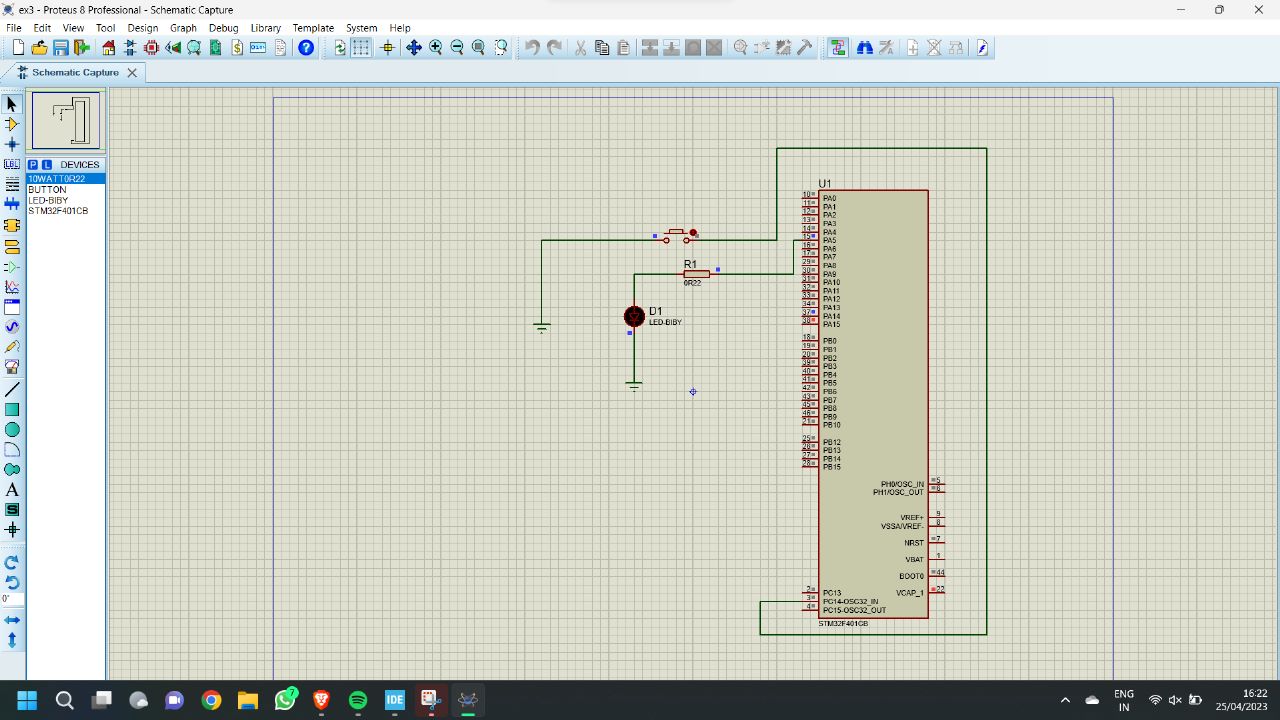 ex3 - Proteus 8 Professional - Schematic Capture
File Edit View Tool Design Graph Debug Library Template System Help
Schematic Capture
P L DEVICES
10WATT0R22
BUTTON
LED-BIBY
STM32F401CB
LBL
A
S
0°
U1
10 PA0
11 PA1
12 PA2
13 PA3
14 PA4
15 PA5
16 PA6
17 PA7
29 PA8
30 PA9
31 PA10
32 PA11
33 PA12
34 PA13
37 PA14
38 PA15
18 PB0
19 PB1
20 PB2
39 PB3
40 PB4
41 PB5
42 PB6
43 PB7
45 PB8
46 PB9
21 PB10
25 PB12
26 PB13
27 PB14
28 PB15
R1
0R22
D1
LED-BIBY
PH0/OSC_IN 5
PH1/OSC_OUT 6
VREF+ 9
VSSA/VREF- 8
NRST 7
VBAT 1
BOOT0 44
VCAP_1 22
2 PC13
3 PC14-OSC32_IN
4 PC15-OSC32_OUT
STM32F401CB
7
IDE
ENG
IN
16:22
25/04/2023